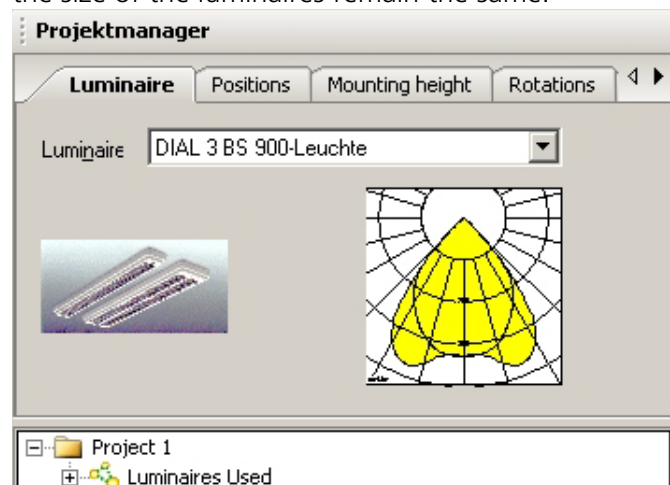 the size of the luminaires remain the same.
Projektmanager
Luminaire Positions Mounting height Rotations
Luminaire DIAL 3 BS 900-Leuchte
Project 1
Luminaires Used